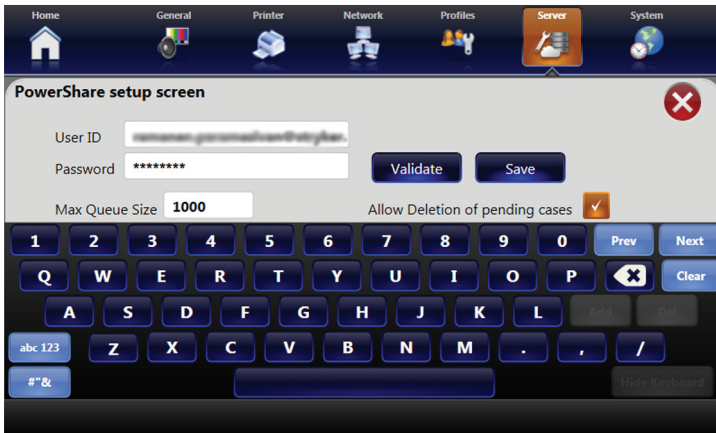 Home General Printer Network Profiles Server System
PowerShare setup screen
User ID
Password ********
Validate Save
Max Queue Size 1000 Allow Deletion of pending cases
1 2 3 4 5 6 7 8 9 0 Prev Next
Q W E R T Y U I O P Clear
A S D F G H J K L Add Del
abc 123 Z X C V B N M . , /
#"& Hide Keyboard